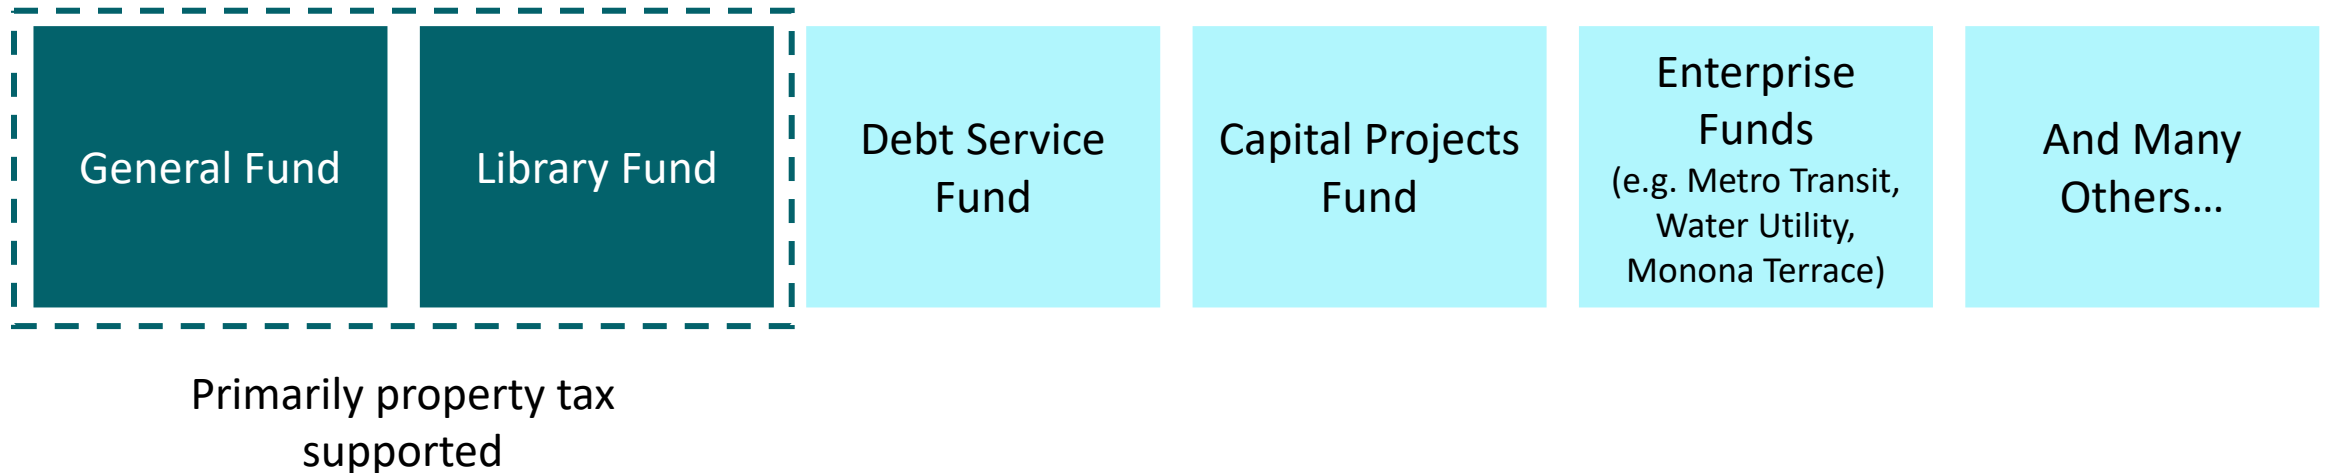 General Fund
Library Fund
Debt Service
Fund
Capital Projects
Fund
Enterprise
Funds
(e.g. Metro Transit,
Water Utility,
Monona Terrace)
And Many
Others…
Primarily property tax
supported